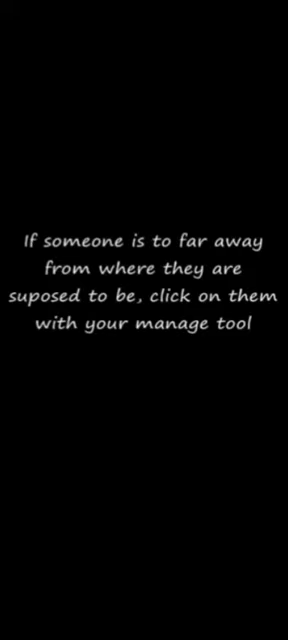 If someone is to far away
from where they are
suposed to be, click on them
with your manage tool